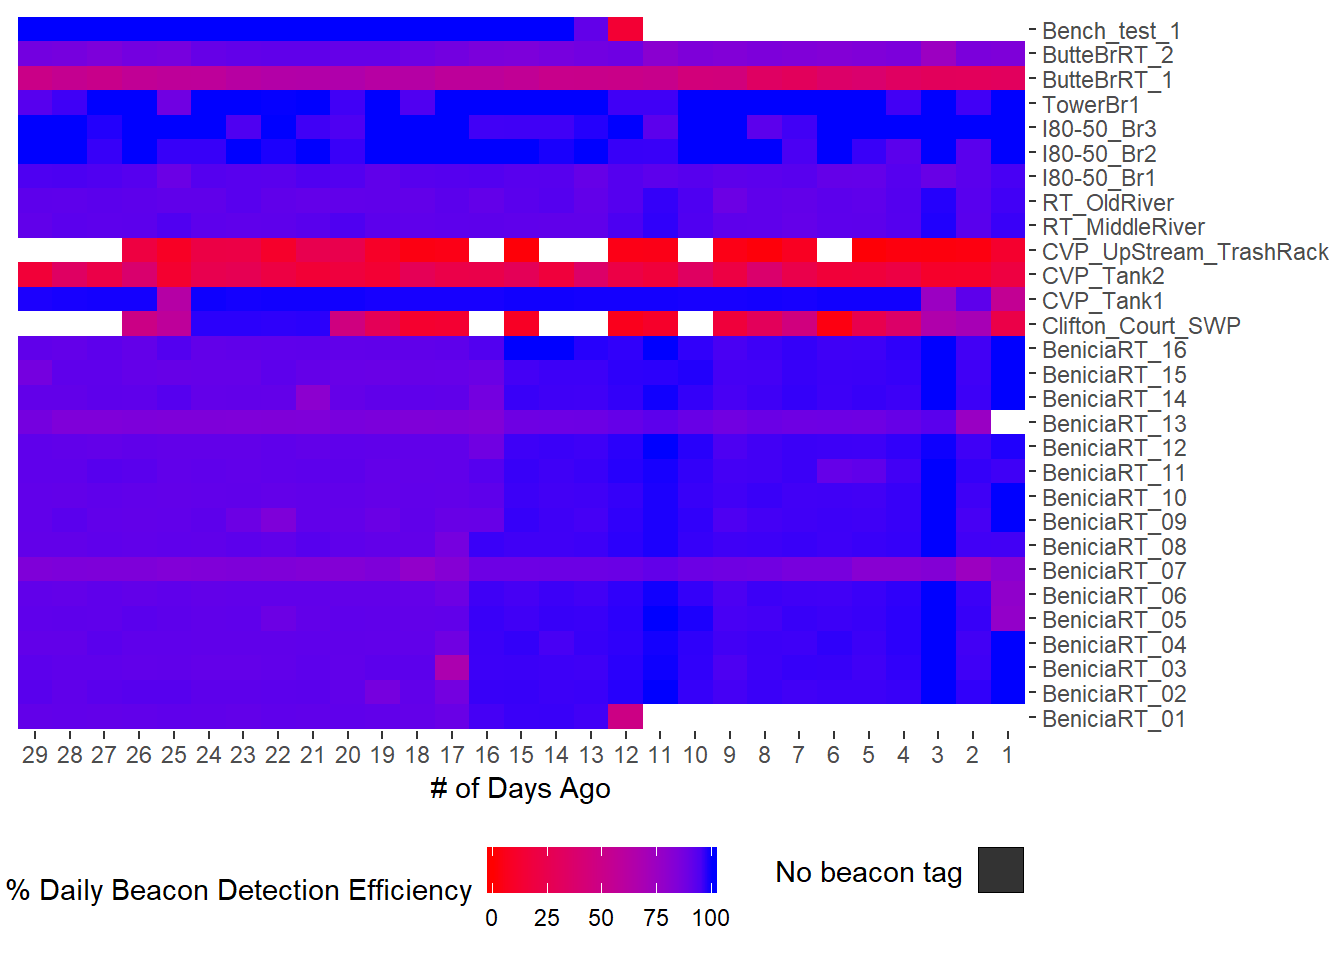 Bench_test_1
ButteBrRT_2
ButteBrRT_1
TowerBr1
I80-50_Br3
I80-50_Br2
I80-50_Br1
RT_OldRiver
RT_MiddleRiver
CVP_UpStream_TrashRack
CVP_Tank2
CVP_Tank1
Clifton_Court_SWP
BeniciaRT_16
BeniciaRT_15
BeniciaRT_14
BeniciaRT_13
BeniciaRT_12
BeniciaRT_11
BeniciaRT_10
BeniciaRT_09
BeniciaRT_08
BeniciaRT_07
BeniciaRT_06
BeniciaRT_05
BeniciaRT_04
BeniciaRT_03
BeniciaRT_02
BeniciaRT_01
29 28 27 26 25 24 23 22 21 20 19 18 17 16 15 14 13 12 11 10 9 8 7 6 5 4 3 2 1
# of Days Ago
% Daily Beacon Detection Efficiency
0 25 50 75 100
No beacon tag